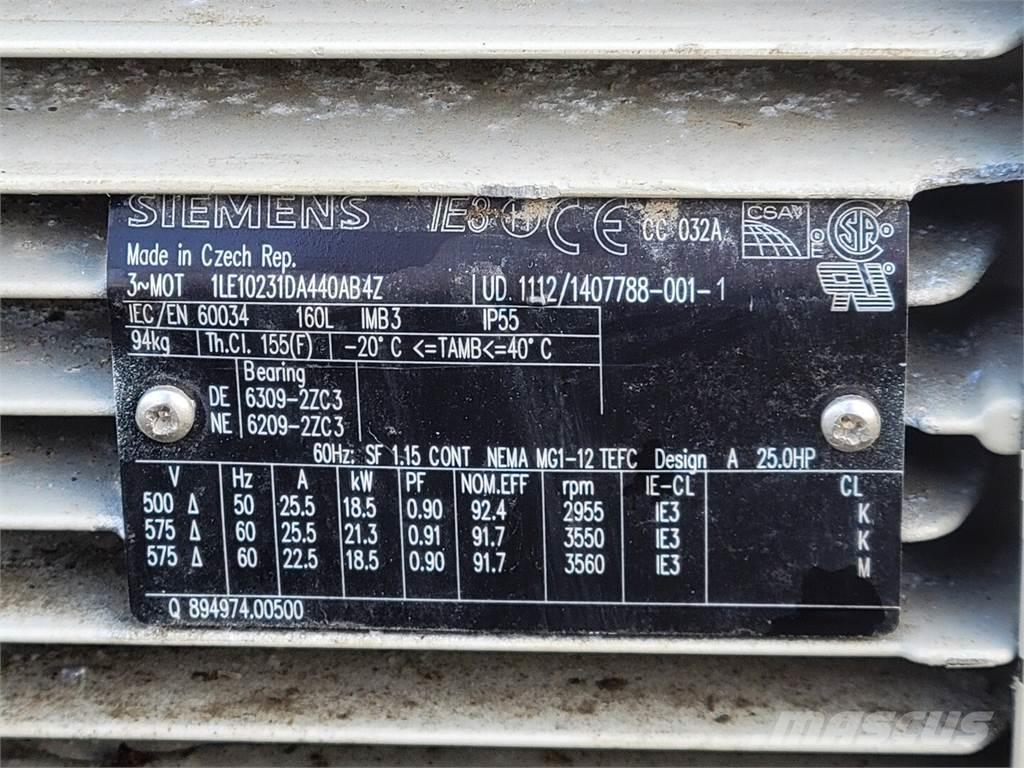 SIEMENS IE3 H CE CC 032A CSA E SA
Made in Czech Rep.
3~MOT 1LE10231DA440AB4Z UD. 1112/1407788-001-1
IEC/EN 60034 160L IMB3 IP55
94kg Th.Cl. 155(F) -20°C <=TAMB<=40°C
Bearing
DE 6309-2ZC3
NE 6209-2ZC3
60Hz: SF 1.15 CONT NEMA MG1-12 TEFC Design A 25.0HP
V Hz A kW PF NOM.EFF rpm IE-CL CL
500 Δ 50 25.5 18.5 0.90 92.4 2955 IE3 K
575 Δ 60 25.5 21.3 0.91 91.7 3550 IE3 K
575 Δ 60 22.5 18.5 0.90 91.7 3560 IE3 M
Q 894974.00500
MASCUS